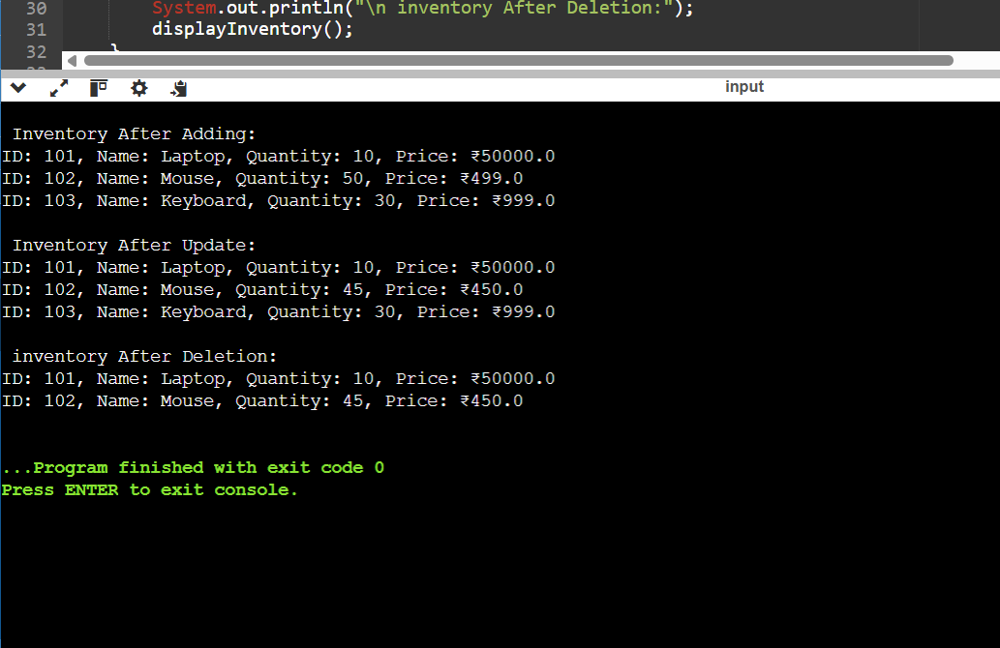 30 System.out.println("\n inventory After Deletion:");
31 displayInventory();
32 }
input
Inventory After Adding:
ID: 101, Name: Laptop, Quantity: 10, Price: ₹50000.0
ID: 102, Name: Mouse, Quantity: 50, Price: ₹499.0
ID: 103, Name: Keyboard, Quantity: 30, Price: ₹999.0
Inventory After Update:
ID: 101, Name: Laptop, Quantity: 10, Price: ₹50000.0
ID: 102, Name: Mouse, Quantity: 45, Price: ₹450.0
ID: 103, Name: Keyboard, Quantity: 30, Price: ₹999.0
inventory After Deletion:
ID: 101, Name: Laptop, Quantity: 10, Price: ₹50000.0
ID: 102, Name: Mouse, Quantity: 45, Price: ₹450.0
...Program finished with exit code 0
Press ENTER to exit console.